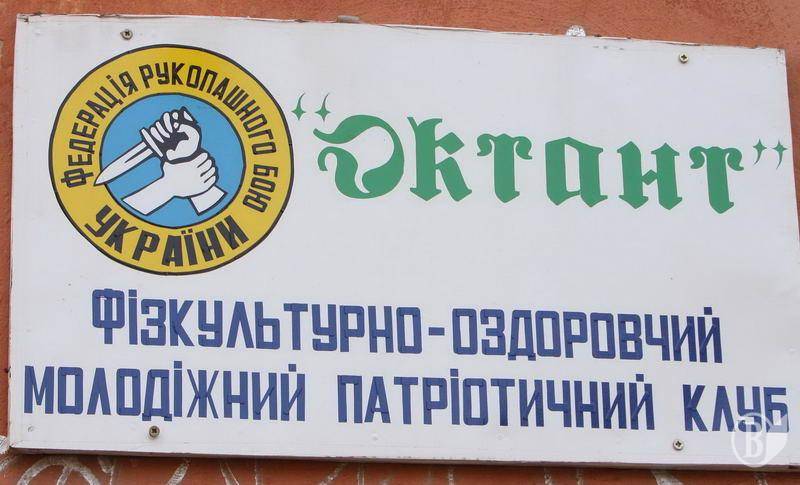 ФЕДЕРАЦІЯ РУКОПАШНОГО БОЮ
УКРАЇНИ
"Октант"
ФІЗКУЛЬТУРНО-ОЗДОРОВЧИЙ
МОЛОДІЖНИЙ ПАТРІОТИЧНИЙ КЛУБ
В